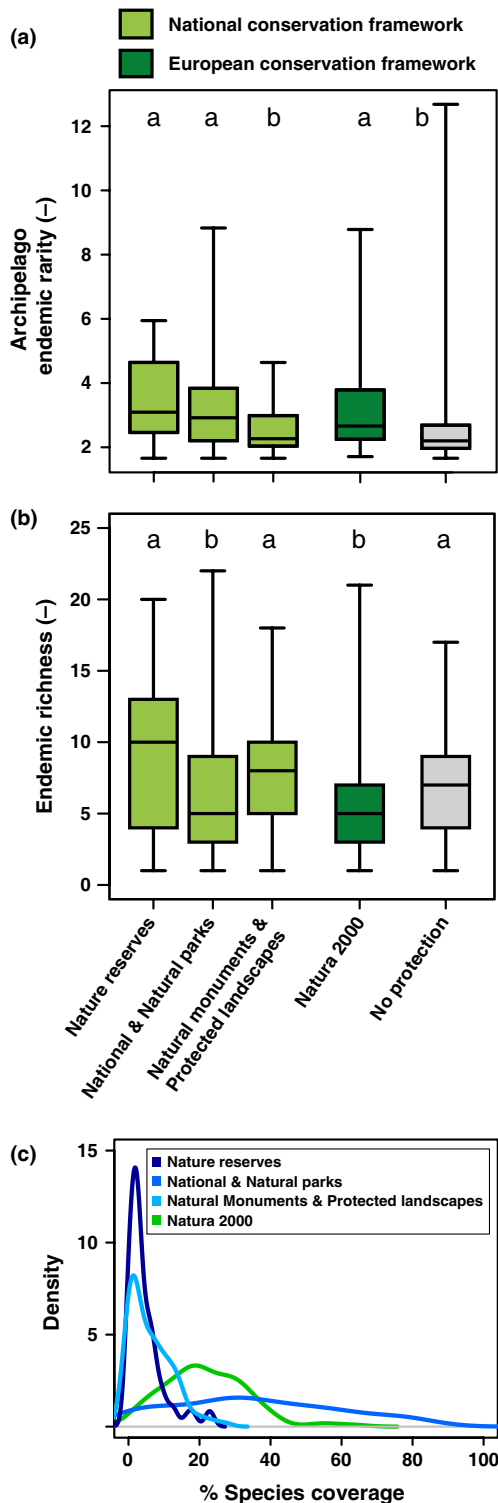 National conservation framework
(a)
European conservation framework
a a b a b
12
10
8
6
4
2
Archipelago
endemic rarity (–)
(b)
a b a b a
25
20
15
10
5
0
Endemic richness (–)
Nature reserves
National & Natural parks
Natural monuments &
Protected landscapes
Natura 2000
No protection
(c)
15
10
5
Density
Nature reserves
National & Natural parks
Natural Monuments & Protected landscapes
Natura 2000
0 20 40 60 80 100
% Species coverage